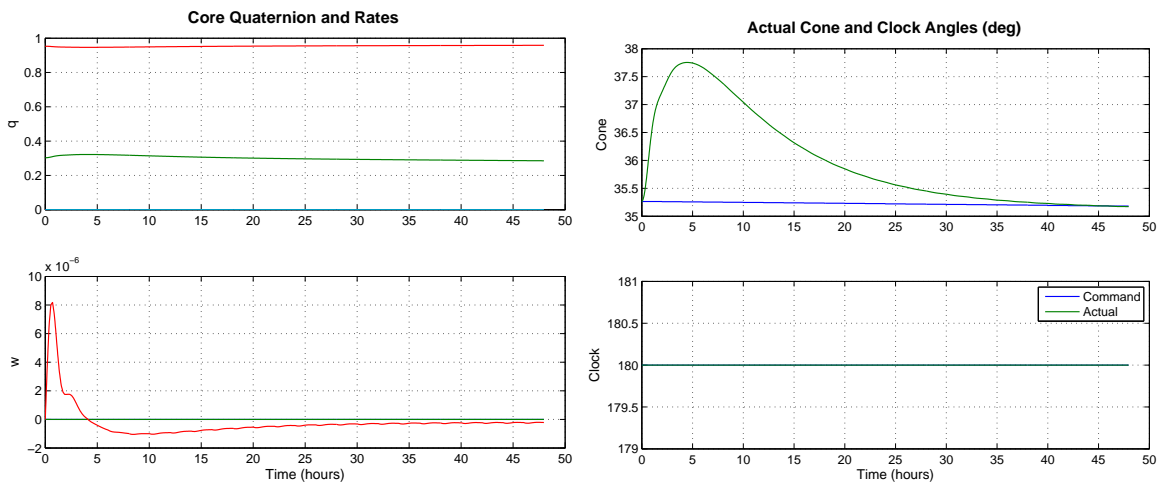 Core Quaternion and Rates
1
0.8
0.6
0.4
0.2
0
q
0 5 10 15 20 25 30 35 40 45 50
x 10−6
10
8
6
4
2
0
−2
w
0 5 10 15 20 25 30 35 40 45 50
Time (hours)
Actual Cone and Clock Angles (deg)
38
37.5
37
36.5
36
35.5
35
Cone
0 5 10 15 20 25 30 35 40 45 50
181
180.5
180
179.5
179
Clock
Command
Actual
0 5 10 15 20 25 30 35 40 45 50
Time (hours)